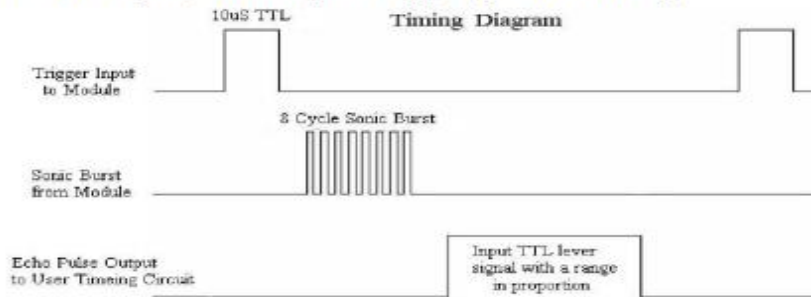 10uS TTL
Timing Diagram
Trigger Input
to Module
8 Cycle Sonic Burst
Sonic Burst
from Module
Echo Pulse Output
to User Timeing Circuit
Input TTL lever
signal with a range
in proportion